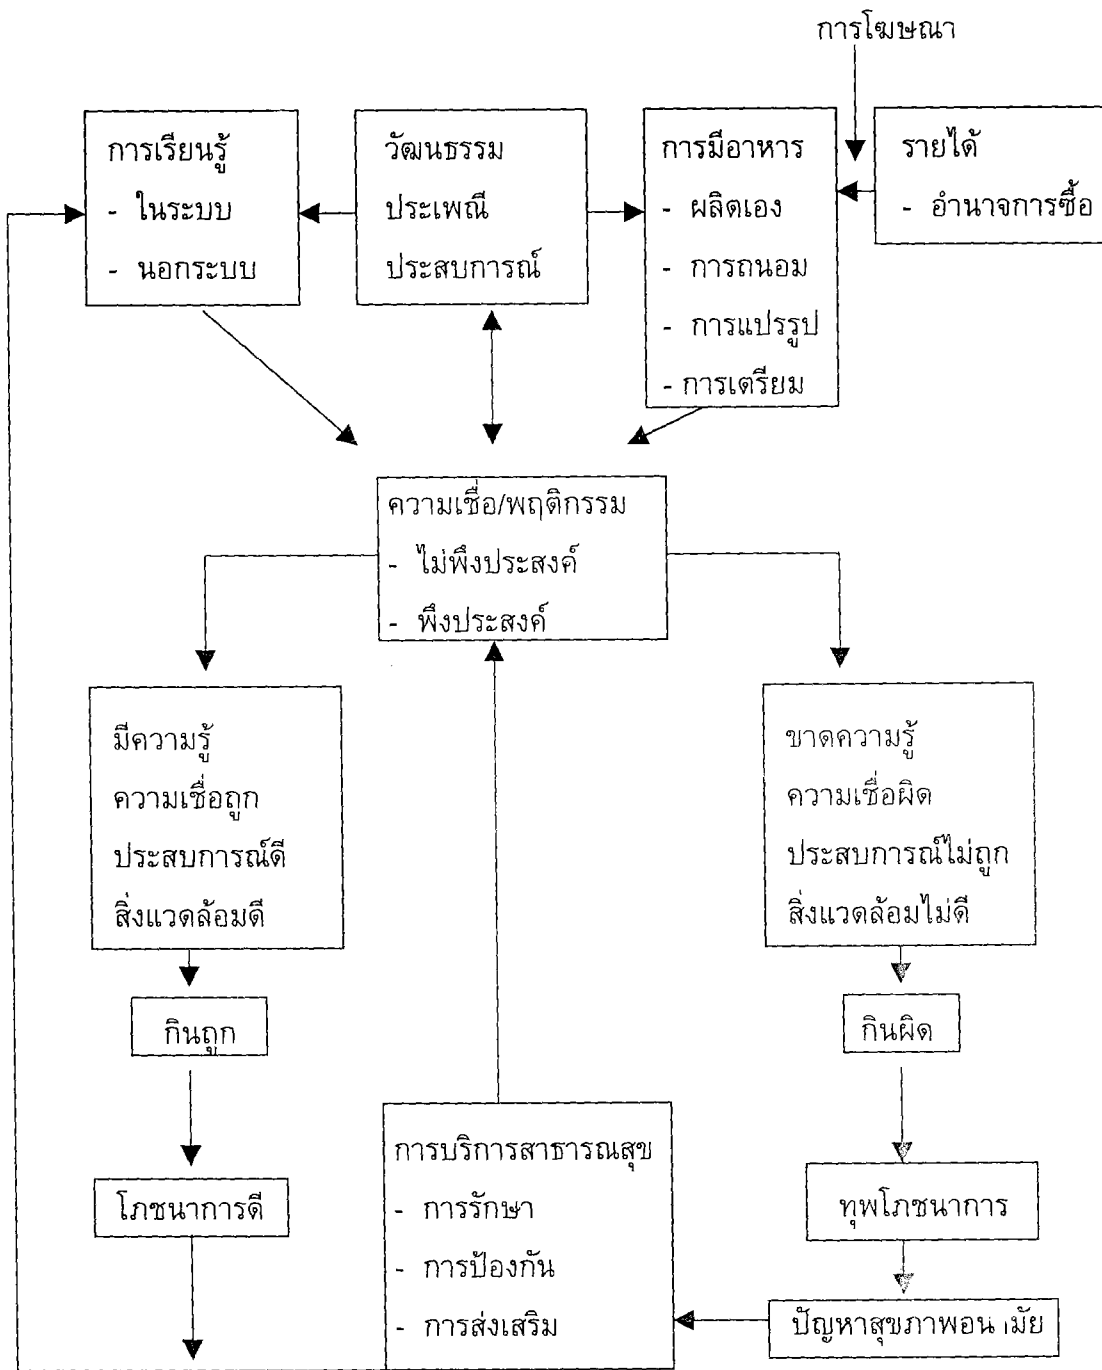 การโฆษณา
การเรียนรู้
- ในระบบ
- นอกระบบ
วัฒนธรรม
ประเพณี
ประสบการณ์
การมีอาหาร
- ผลิตเอง
- การถนอม
- การแปรรูป
- การเตรียม
รายได้
- อำนาจการซื้อ
ความเชื่อ/พฤติกรรม
- ไม่พึงประสงค์
- พึงประสงค์
มีความรู้
ความเชื่อถูก
ประสบการณ์ดี
สิ่งแวดล้อมดี
ขาดความรู้
ความเชื่อผิด
ประสบการณ์ไม่ถูก
สิ่งแวดล้อมไม่ดี
กินถูก
กินผิด
การบริการสาธารณสุข
- การรักษา
- การป้องกัน
- การส่งเสริม
โภชนาการดี
ทุพโภชนาการ
ปัญหาสุขภาพอนามัย